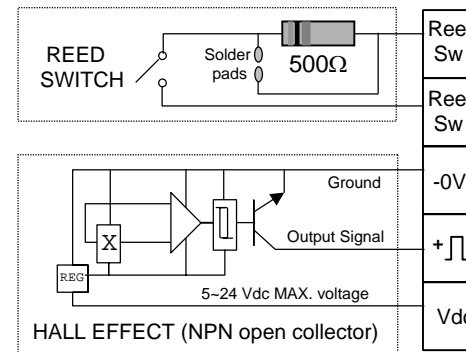 REED
SWITCH
Solder
pads
500Ω
Ree
Sw
Ree
Sw
Ground
-0V
X
Output Signal
+
REG
5~24 Vdc MAX. voltage
Vdc
HALL EFFECT (NPN open collector)